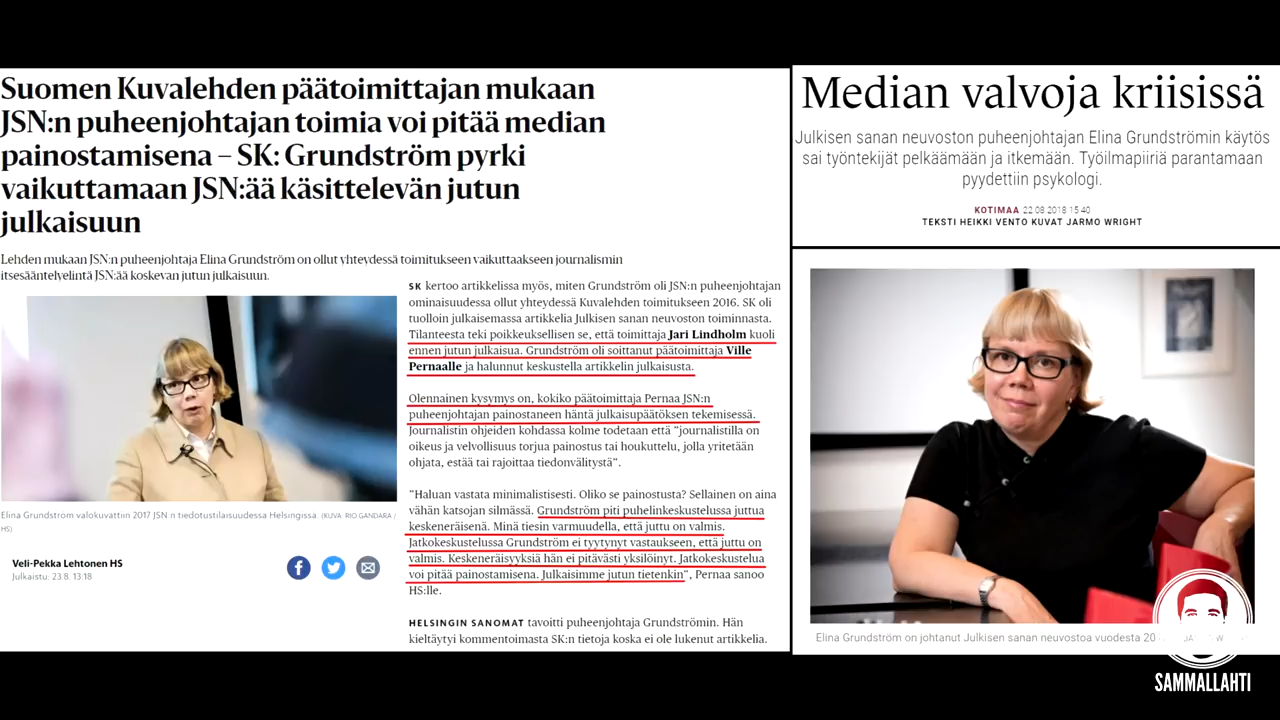 Suomen Kuvalehden päätoimittajan mukaan
JSN:n puheenjohtajan toimia voi pitää median
painostamisena – SK: Grundström pyrki
vaikuttamaan JSN:ää käsittelevän jutun
julkaisuun
Lehden mukaan JSN:n puheenjohtaja Elina Grundström on ollut yhteydessä toimitukseen vaikuttaakseen journalismin
itsesääntelyelintä JSN:ää koskevan jutun julkaisuun.
Elina Grundström valokuvattiin 2017 JSN:n tiedotustilaisuudessa Helsingissä. (KUVA: RIO GANDARA /
HS)
Veli-Pekka Lehtonen HS
Julkaistu: 23.8. 13:18
SK kertoo artikkelissa myös, miten Grundström oli JSN:n puheenjohtajan
ominaisuudessa ollut yhteydessä Kuvalehden toimitukseen 2016. SK oli
tuolloin julkaisemassa artikkelia Julkisen sanan neuvoston toiminnasta.
Tilanteesta teki poikkeuksellisen se, että toimittaja Jari Lindholm kuoli
ennen jutun julkaisua. Grundström oli soittanut päätoimittaja Ville
Pernaalle ja halunnut keskustella artikkelin julkaisusta.
Olennainen kysymys on, kokiko päätoimittaja Pernaa JSN:n
puheenjohtajan painostaneen häntä julkaisupäätöksen tekemisessä.
Journalistin ohjeiden kohdassa kolme todetaan että ”journalistilla on
oikeus ja velvollisuus torjua painostus tai houkuttelu, jolla yritetään
ohjata, estää tai rajoittaa tiedonvälitystä”.
”Haluan vastata minimalistisesti. Oliko se painostusta? Sellainen on aina
vähän katsojan silmässä. Grundström piti puhelinkeskustelussa juttua
keskeneräisenä. Minä tiesin varmuudella, että juttu on valmis.
Jatkokeskustelussa Grundström ei tyytynyt vastaukseen, että juttu on
valmis. Keskeneräisyyksiä hän ei pitävästi yksilöinyt. Jatkokeskustelua
voi pitää painostamisena. Julkaisimme jutun tietenkin”, Pernaa sanoo
HS:lle.
HELSINGIN SANOMAT tavoitti puheenjohtaja Grundströmin. Hän
kieltäytyi kommentoimasta SK:n tietoja koska ei ole lukenut artikkelia.
Median valvoja kriisissä
Julkisen sanan neuvoston puheenjohtajan Elina Grundströmin käytös
sai työntekijät pelkäämään ja itkemään. Työilmapiiriä parantamaan
pyydettiin psykologi.
KOTIMAA 22.08.2018 15:40
TEKSTI HEIKKI VENTO KUVAT JARMO WRIGHT
Elina Grundström on johtanut Julkisen sanan neuvostoa vuodesta 20
SAMMALLAHTI